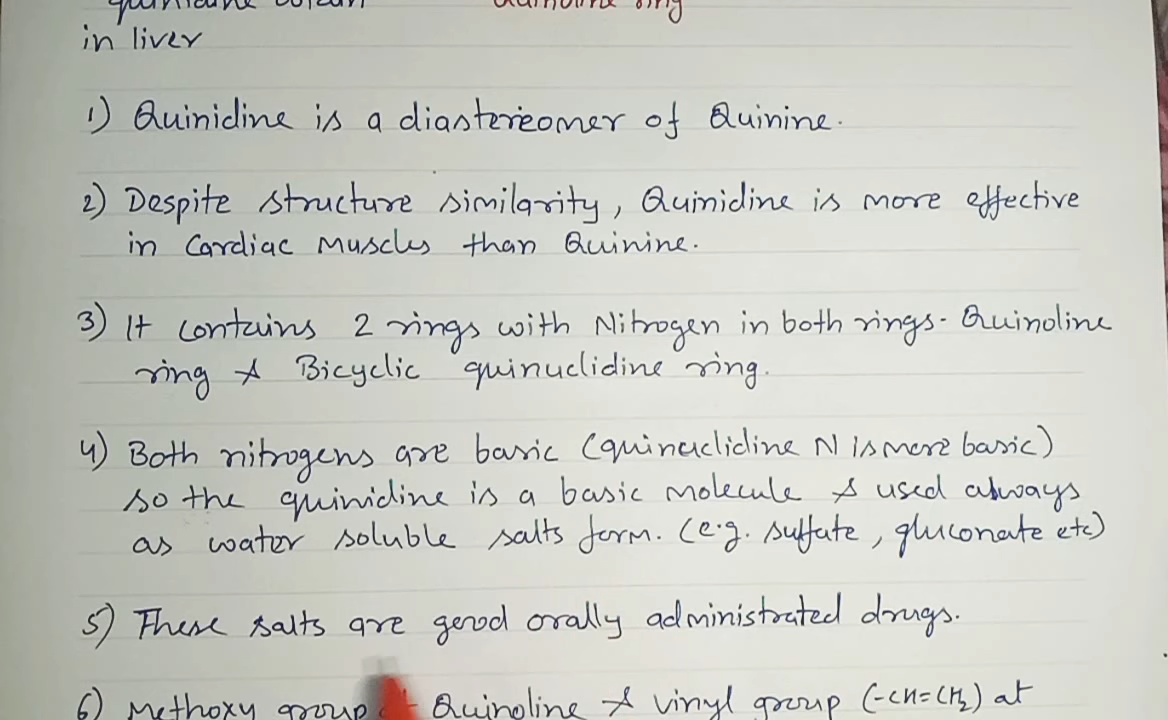 in liver
1) Quinidine is a diastereomer of Quinine.
2) Despite structure similarity, Quinidine is more effective
in Cardiac Muscles than Quinine.
3) It contains 2 rings with Nitrogen in both rings- Quinoline
ring & Bicyclic quinuclidine ring.
4) Both nitrogens are basic (quinuclidine N is more basic)
so the quinidine is a basic molecule & used always
as water soluble salts form. (e.g. sulfate, gluconate etc)
5) These salts are good orally administrated drugs.
6) Methoxy group Quinoline & vinyl group (-CH=CH2) at